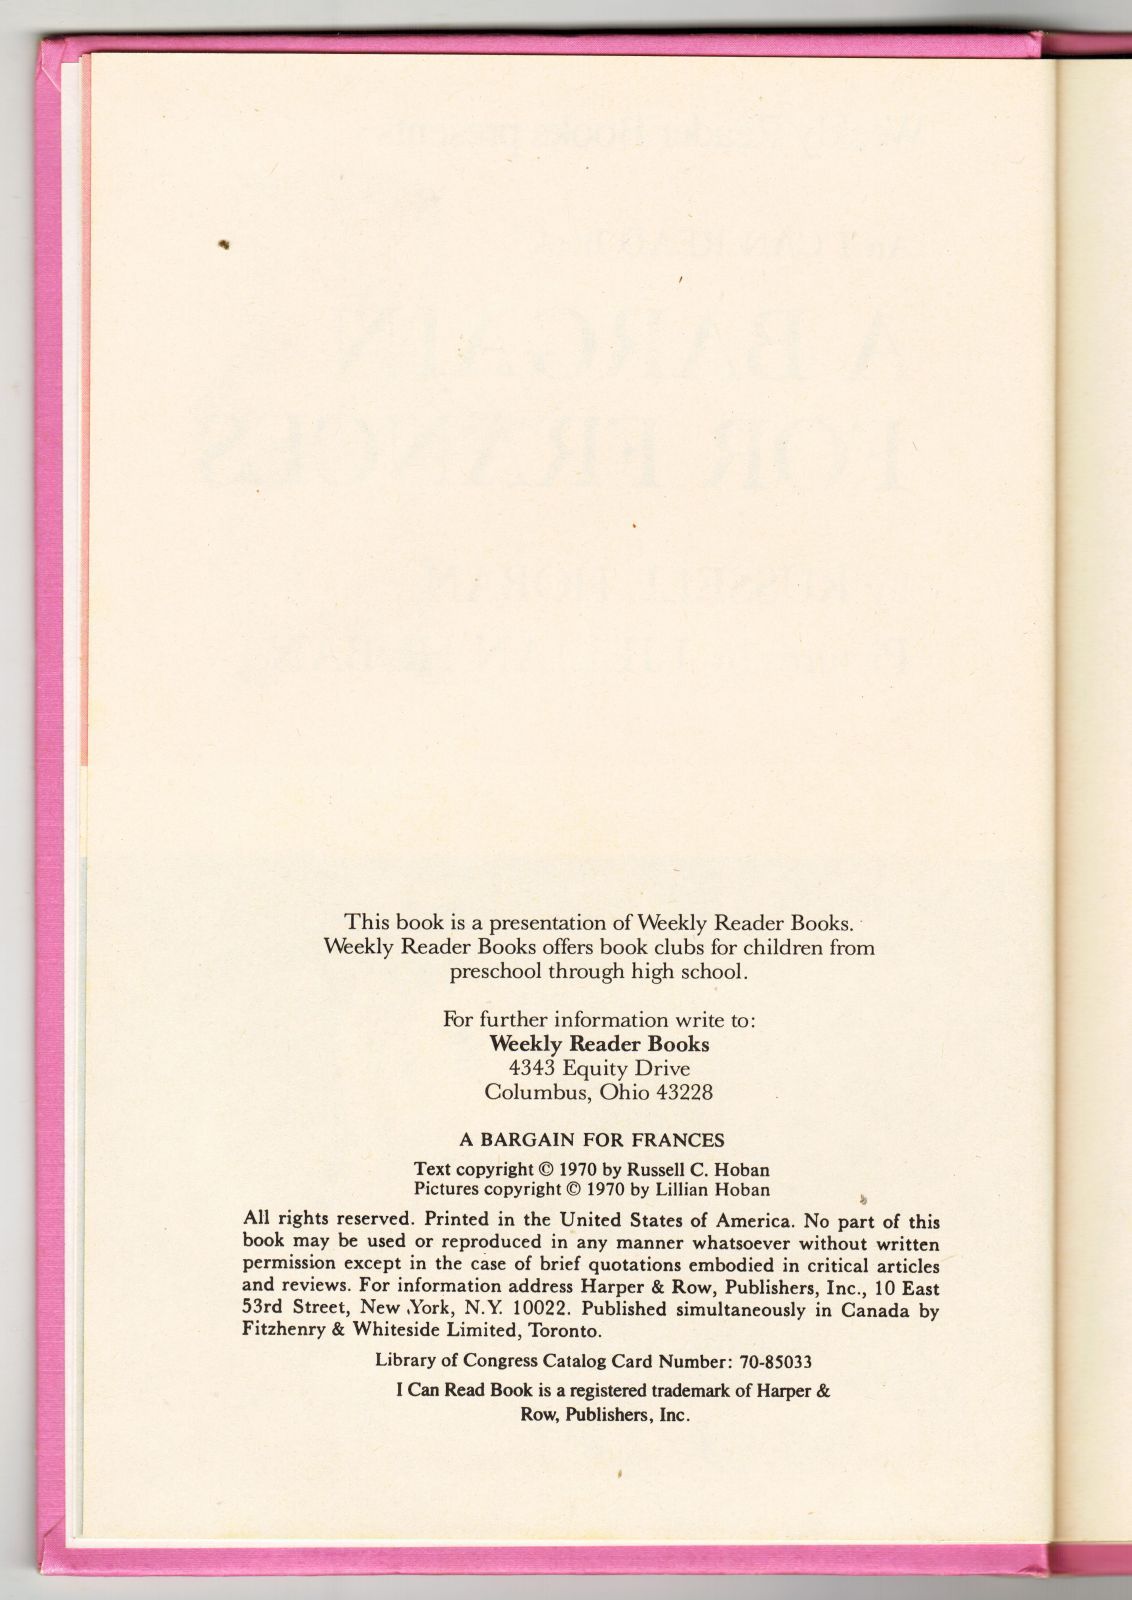 This book is a presentation of Weekly Reader Books.
Weekly Reader Books offers book clubs for children from
preschool through high school.
For further information write to:
Weekly Reader Books
4343 Equity Drive
Columbus, Ohio 43228
A BARGAIN FOR FRANCES
Text copyright © 1970 by Russell C. Hoban
Pictures copyright © 1970 by Lillian Hoban
All rights reserved. Printed in the United States of America. No part of this
book may be used or reproduced in any manner whatsoever without written
permission except in the case of brief quotations embodied in critical articles
and reviews. For information address Harper & Row, Publishers, Inc., 10 East
53rd Street, New York, N.Y. 10022. Published simultaneously in Canada by
Fitzhenry & Whiteside Limited, Toronto.
Library of Congress Catalog Card Number: 70-85033
I Can Read Book is a registered trademark of Harper &
Row, Publishers, Inc.